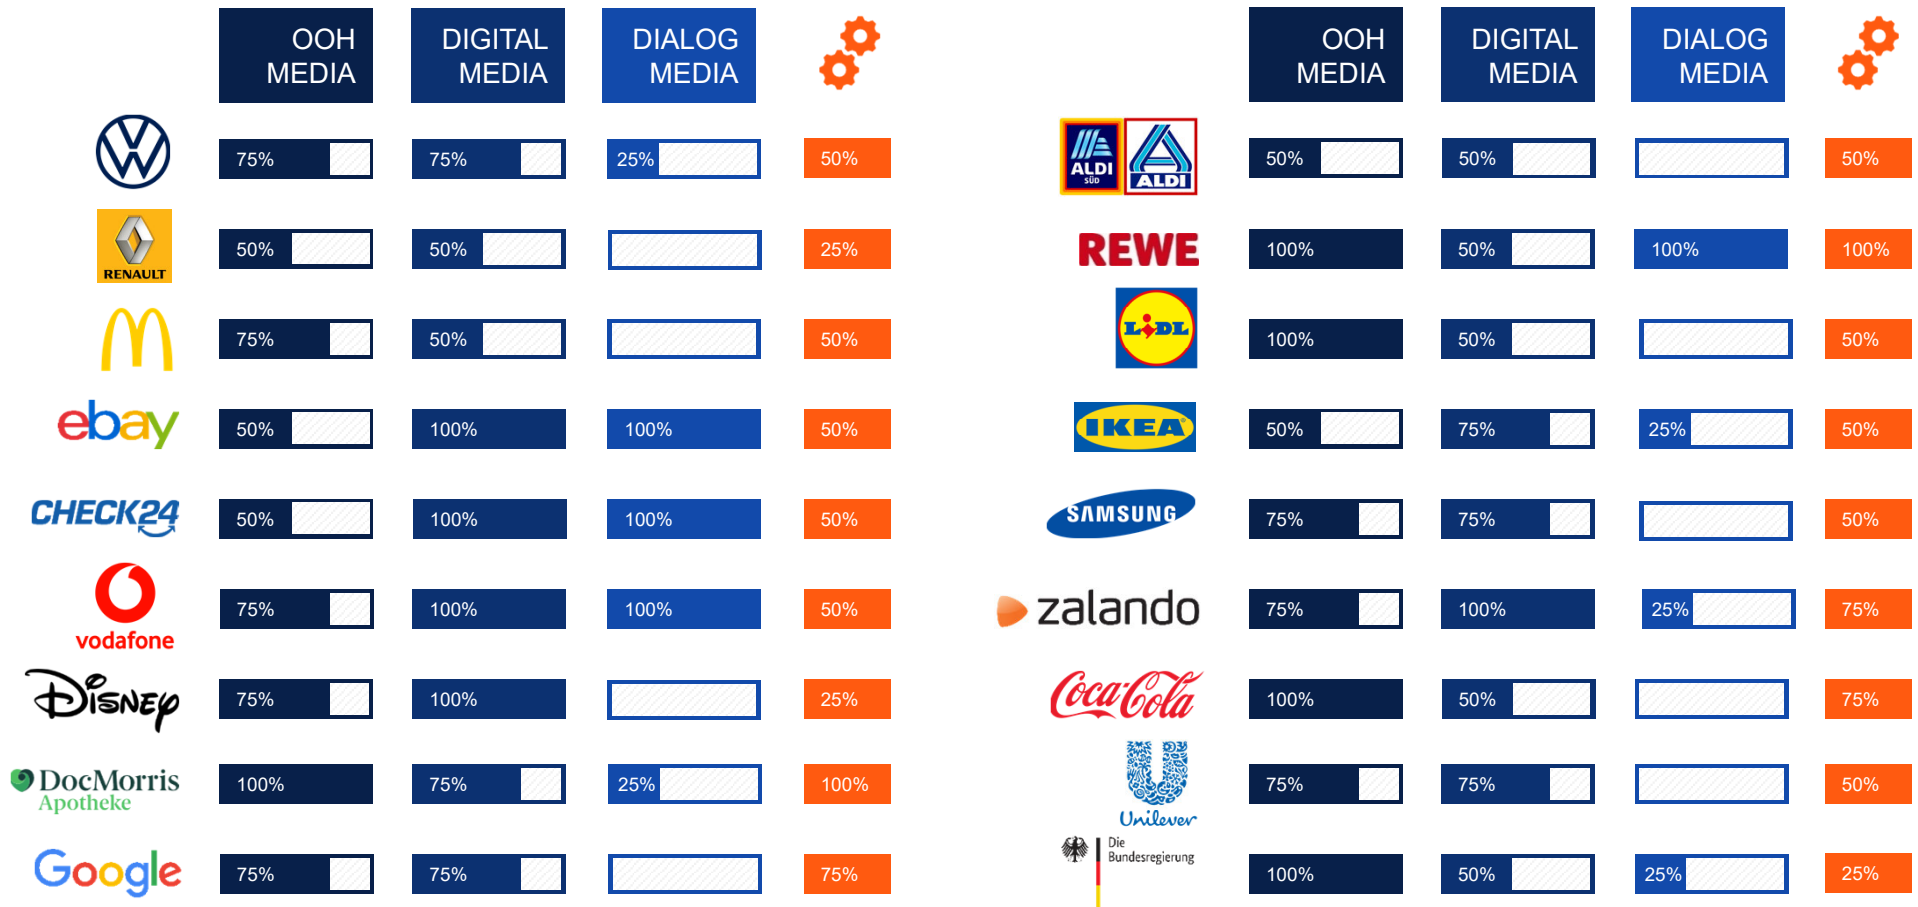 OOH
MEDIA
DIGITAL
MEDIA
DIALOG
MEDIA
75% 75% 25% 50%
RENAULT
50% 50% 25%
75% 50% 50%
ebay 50% 100% 100% 50%
CHECK24 50% 100% 100% 50%
vodafone
75% 100% 100% 50%
Disney 75% 100% 25%
DocMorris
Apotheke
100% 75% 25% 100%
Google 75% 75% 75%
OOH
MEDIA
DIGITAL
MEDIA
DIALOG
MEDIA
ALDI
SÜD
ALDI
50% 50% 50%
REWE 100% 50% 100% 100%
LIDL 100% 50% 50%
IKEA 50% 75% 25% 50%
SAMSUNG 75% 75% 50%
zalando 75% 100% 25% 75%
Coca-Cola 100% 50% 75%
Unilever
75% 75% 50%
Die
Bundesregierung
100% 50% 25% 25%